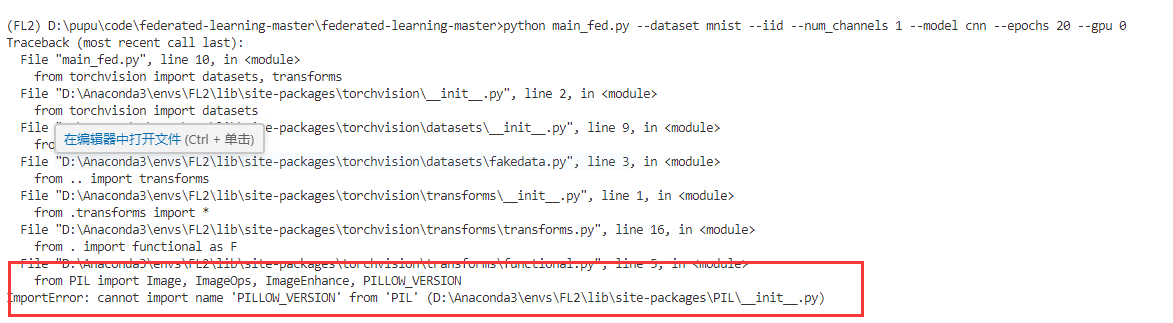 (FL2) D:\pupu\code\federated-learning-master\federated-learning-master>python main_fed.py --dataset mnist --iid --num_channels 1 --model cnn --epochs 20 --gpu 0
Traceback (most recent call last):
File "main_fed.py", line 10, in <module>
from torchvision import datasets, transforms
File "D:\Anaconda3\envs\FL2\lib\site-packages\torchvision\__init__.py", line 2, in <module>
from torchvision import datasets
File "D:\Anaconda3\envs\FL2\lib\site-packages\torchvision\datasets\__init__.py", line 9, in <module>
在编辑器中打开文件 (Ctrl + 单击)
File "D:\Anaconda3\envs\FL2\lib\site-packages\torchvision\datasets\fakedata.py", line 3, in <module>
from .. import transforms
File "D:\Anaconda3\envs\FL2\lib\site-packages\torchvision\transforms\__init__.py", line 1, in <module>
from .transforms import *
File "D:\Anaconda3\envs\FL2\lib\site-packages\torchvision\transforms\transforms.py", line 16, in <module>
from . import functional as F
File "D:\Anaconda3\envs\FL2\lib\site-packages\torchvision\transforms\functional.py", line 5, in <module>
from PIL import Image, ImageOps, ImageEnhance, PILLOW_VERSION
ImportError: cannot import name 'PILLOW_VERSION' from 'PIL' (D:\Anaconda3\envs\FL2\lib\site-packages\PIL\__init__.py)